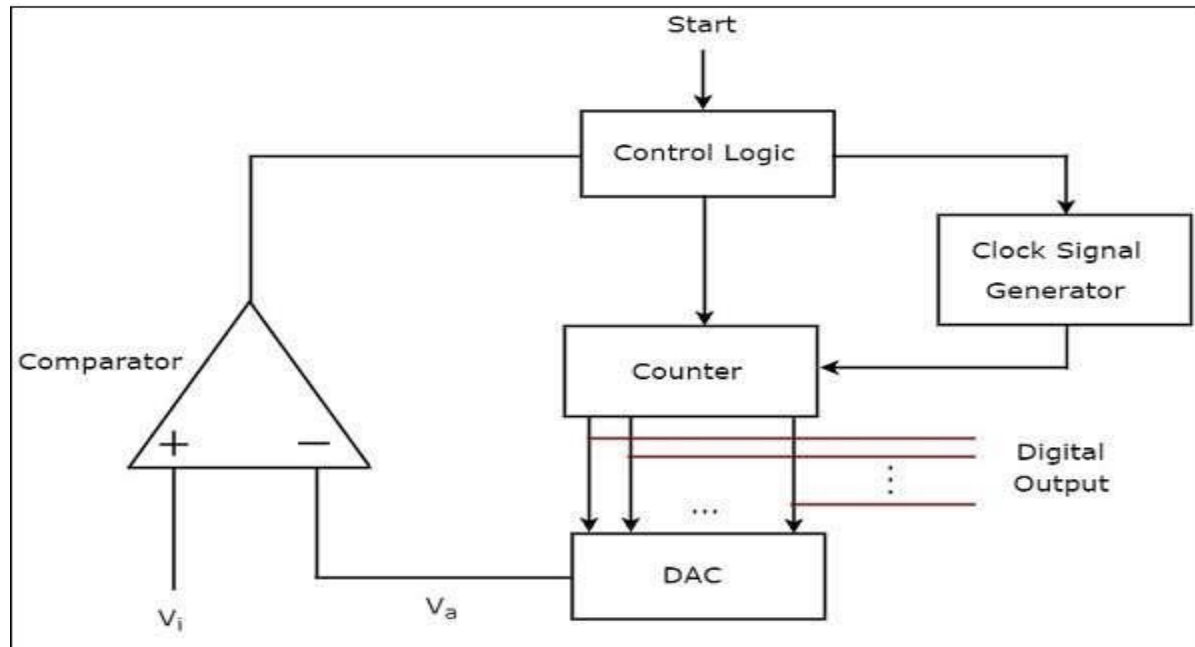 Start
Control Logic
Clock Signal
Generator
Comparator
Counter
+
−
Digital
Output
...
DAC
Vi
Va